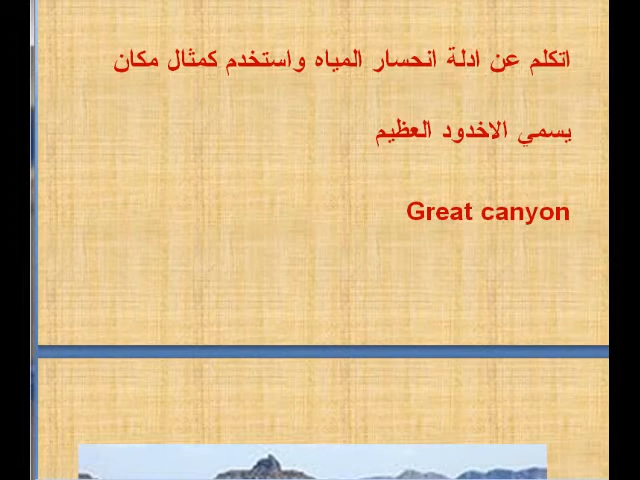 اتكلم عن ادلة انحسار المياه واستخدم كمثال مكان
يسمي الاخدود العظيم
Great canyon